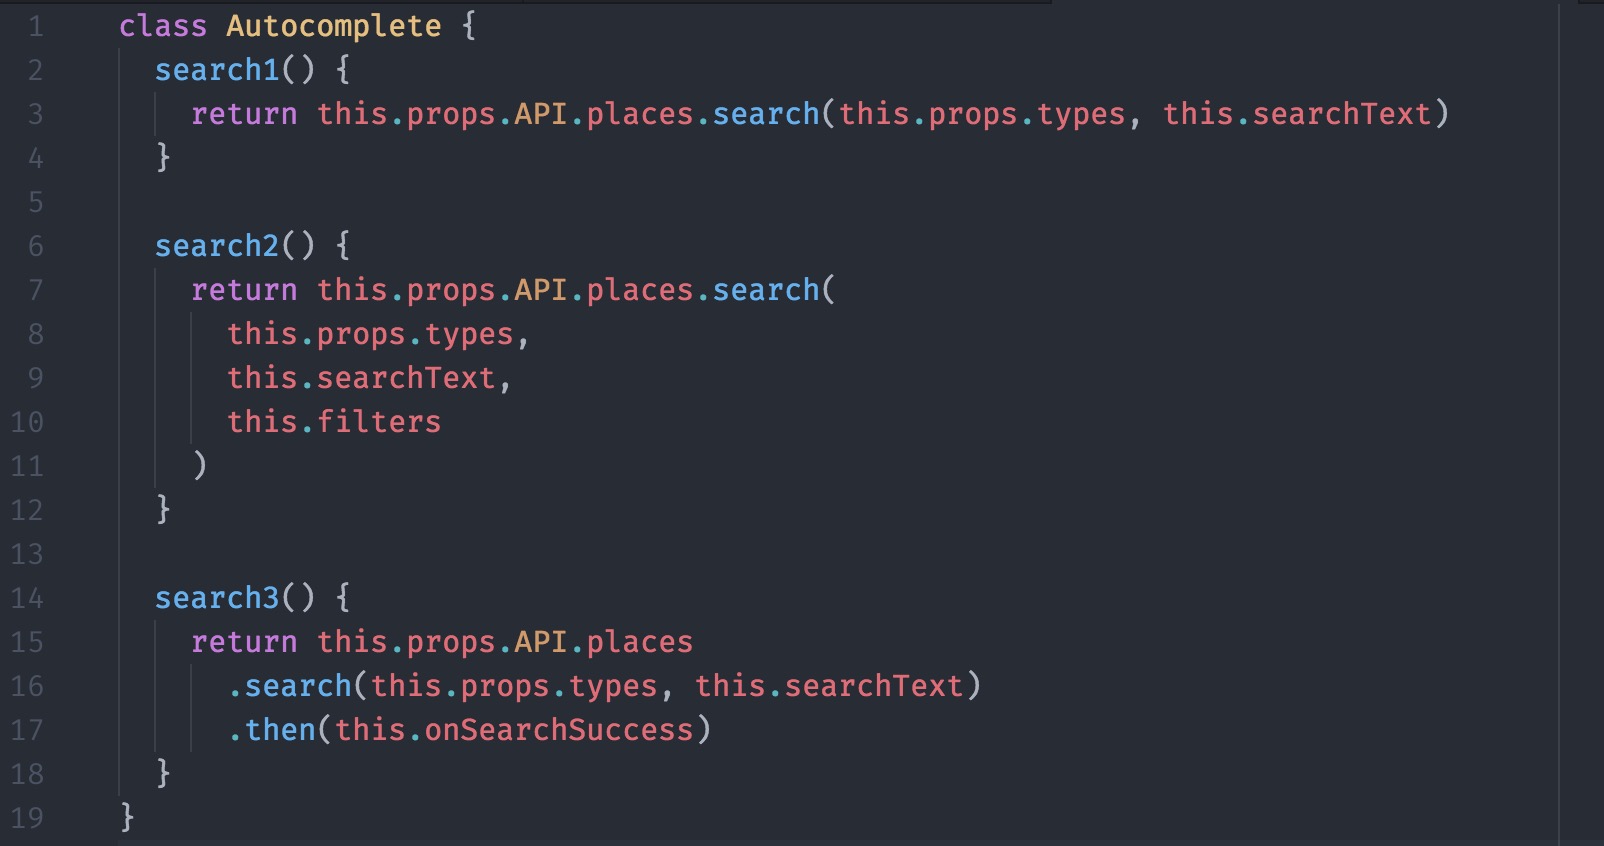 1 class Autocomplete {
2 search1() {
3 return this.props.API.places.search(this.props.types, this.searchText)
4 }
5
6 search2() {
7 return this.props.API.places.search(
8 this.props.types,
9 this.searchText,
10 this.filters
11 )
12 }
13
14 search3() {
15 return this.props.API.places
16 .search(this.props.types, this.searchText)
17 .then(this.onSearchSuccess)
18 }
19 }